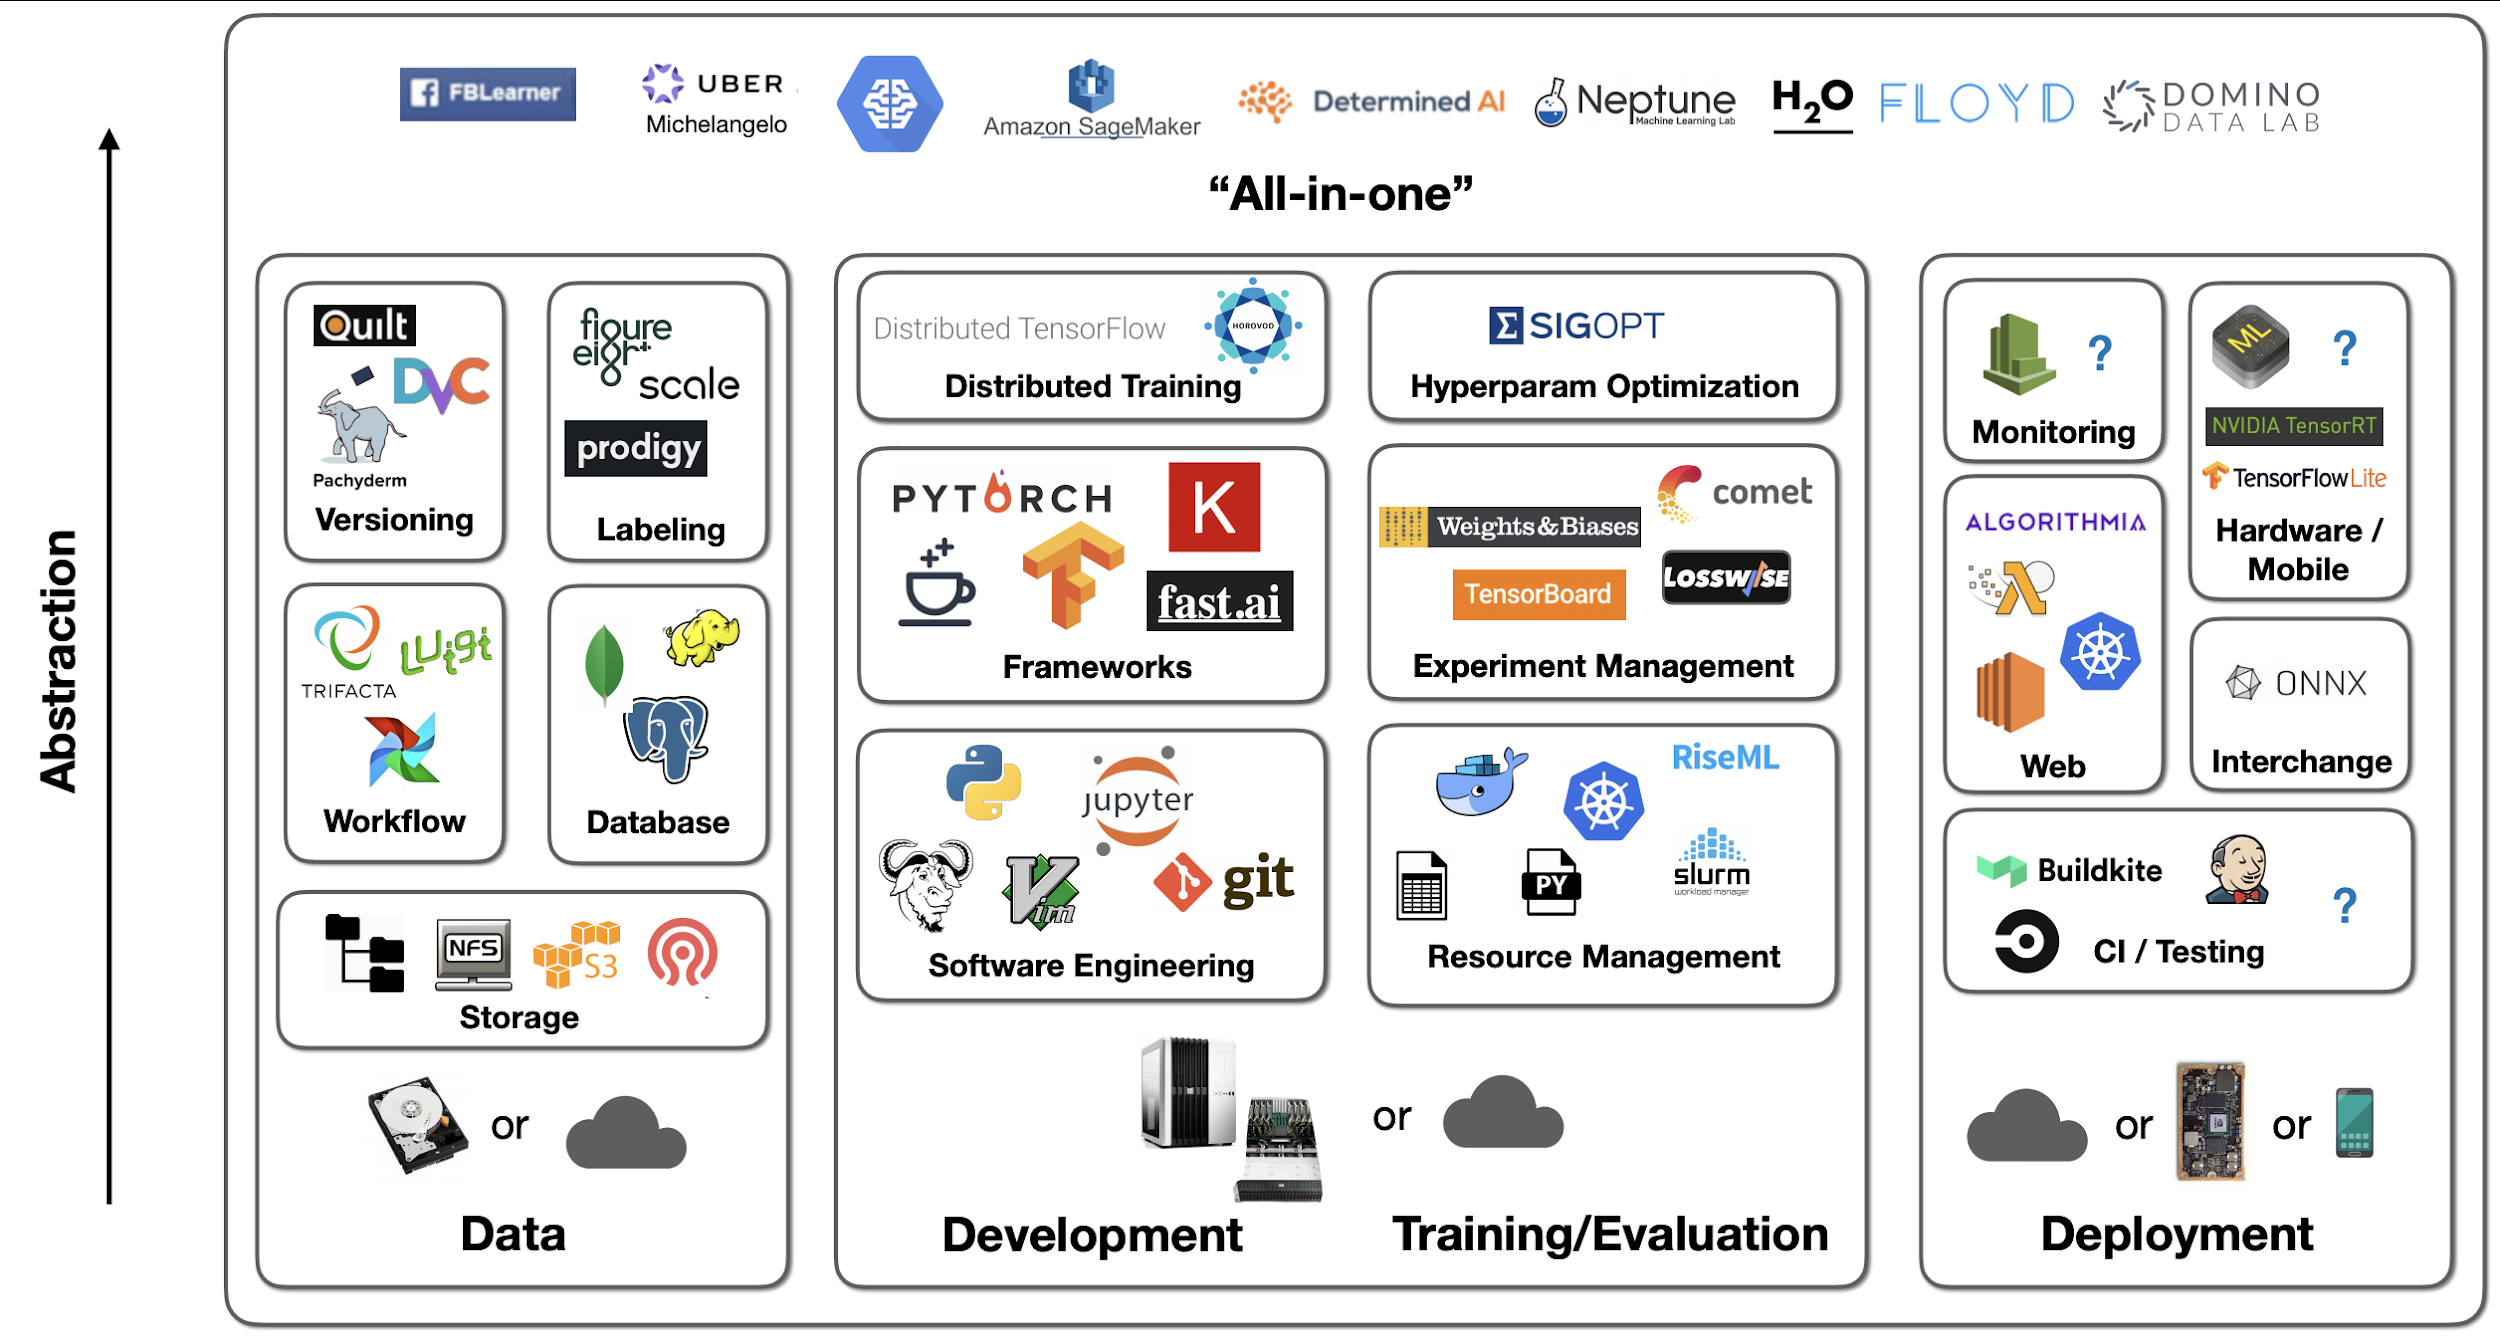 FBLearner
UBER
Michelangelo
Amazon SageMaker
Determined AI
Neptune
Machine Learning Lab
H2O
FLOYD
DOMINO
DATA LAB
“All-in-one”
Abstraction
Quilt
DVC
Pachyderm
Versioning
figure
eight
scale
prodigy
Labeling
TRIFACTA
Luigi
Workflow
Database
NFS
S3
Storage
or
Data
Distributed TensorFlow
HOROVOD
Distributed Training
Σ SIGOPT
Hyperparam Optimization
PYTORCH
K
++
fast.ai
Frameworks
comet
Weights & Biases
TensorBoard
LOSSWISE
Experiment Management
jupyter
Vim
git
Software Engineering
RiseML
PY
slurm
workload manager
Resource Management
or
Development
Training/Evaluation
?
Monitoring
ML
?
NVIDIA TensorRT
TensorFlow Lite
Hardware /
Mobile
ALGORITHMIA
λ
Web
ONNX
Interchange
Buildkite
?
CI / Testing
or
or
Deployment